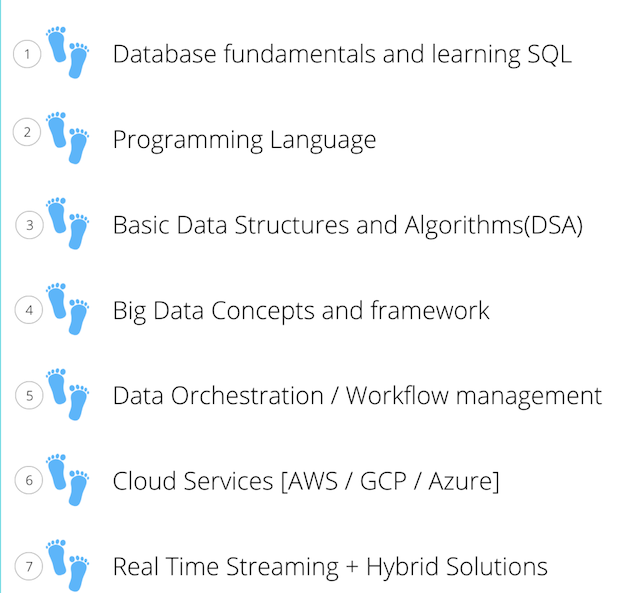 1 Database fundamentals and learning SQL
2 Programming Language
3 Basic Data Structures and Algorithms(DSA)
4 Big Data Concepts and framework
5 Data Orchestration / Workflow management
6 Cloud Services [AWS / GCP / Azure]
7 Real Time Streaming + Hybrid Solutions